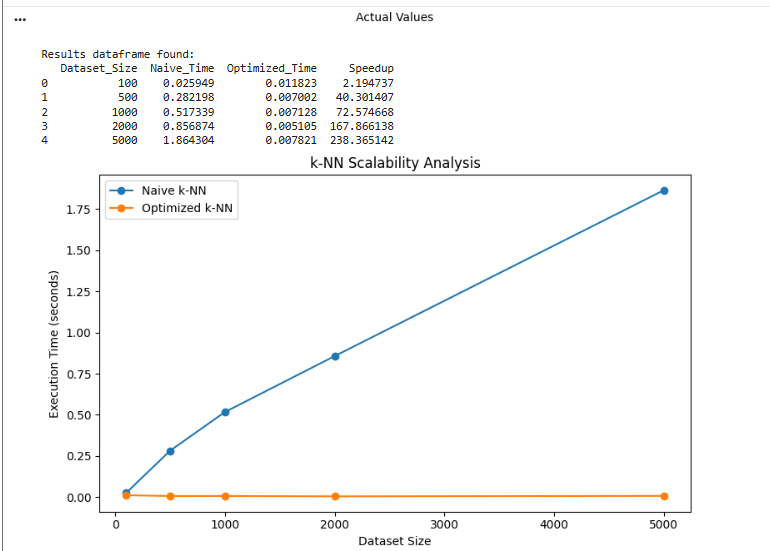 Actual Values
Results dataframe found:
Dataset_Size Naive_Time Optimized_Time Speedup
0 100 0.025949 0.011823 2.194737
1 500 0.282198 0.007002 40.301407
2 1000 0.517339 0.007128 72.574668
3 2000 0.856874 0.005105 167.866138
4 5000 1.864304 0.007821 238.365142
k-NN Scalability Analysis
Naive k-NN
Optimized k-NN
1.75
1.50
1.25
1.00
0.75
0.50
0.25
0.00
Execution Time (seconds)
0 1000 2000 3000 4000 5000
Dataset Size